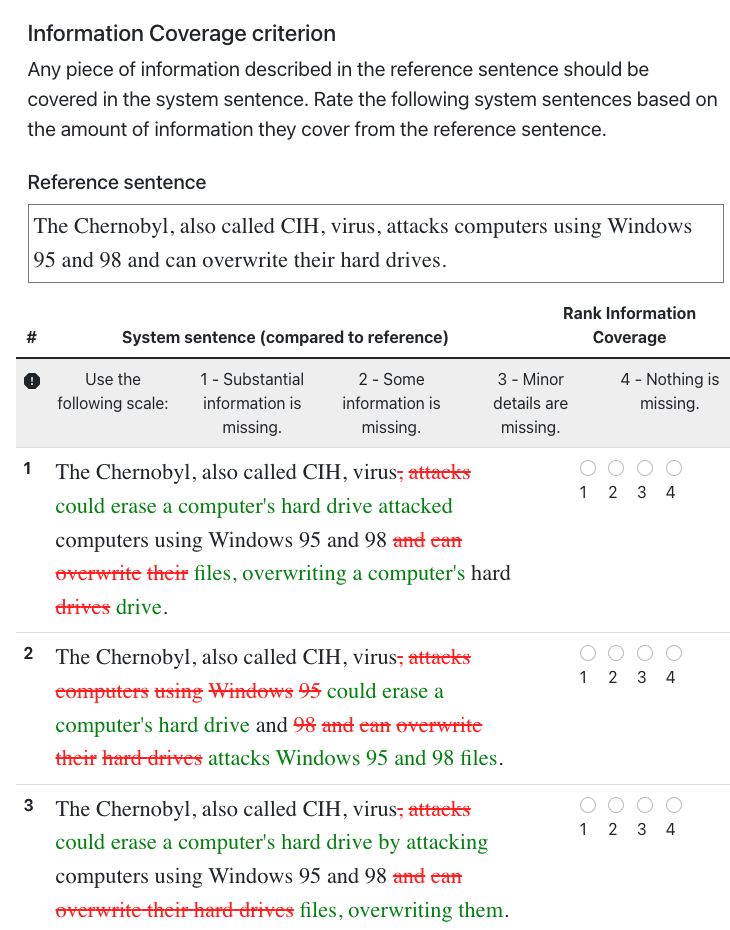 Information Coverage criterion
Any piece of information described in the reference sentence should be
covered in the system sentence. Rate the following system sentences based on
the amount of information they cover from the reference sentence.
Reference sentence
The Chernobyl, also called CIH, virus, attacks computers using Windows
95 and 98 and can overwrite their hard drives.
Rank Information
# System sentence (compared to reference) Coverage
Use the 1 - Substantial 2 - Some 3 - Minor 4 - Nothing is
following scale: information is information is details are missing.
missing. missing. missing.
1 The Chernobyl, also called CIH, virus, attacks
could erase a computer's hard drive attacked
1 2 3 4
computers using Windows 95 and 98 and can
overwrite their files, overwriting a computer's hard
drives drive.
2 The Chernobyl, also called CIH, virus, attacks
computers using Windows 95 could erase a
1 2 3 4
computer's hard drive and 98 and can overwrite
their hard drives attacks Windows 95 and 98 files.
3 The Chernobyl, also called CIH, virus, attacks
could erase a computer's hard drive by attacking
1 2 3 4
computers using Windows 95 and 98 and can
overwrite their hard drives files, overwriting them.